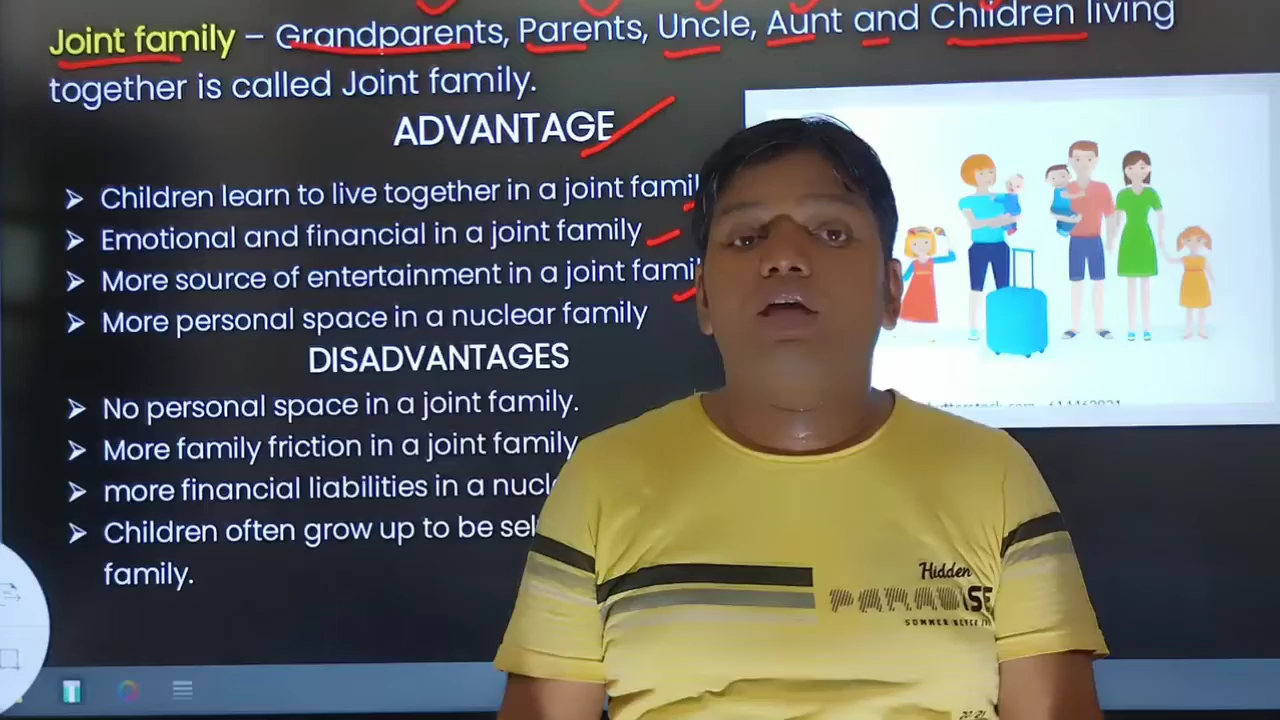 Joint family – Grandparents, Parents, Uncle, Aunt and Children living
together is called Joint family.
ADVANTAGE
➤ Children learn to live together in a joint famil
➤ Emotional and financial in a joint family
➤ More source of entertainment in a joint famil
➤ More personal space in a nuclear family
DISADVANTAGES
➤ No personal space in a joint family.
➤ More family friction in a joint family
➤ more financial liabilities in a nucl
➤ Children often grow up to be sel
family.
Hidden
PARADISE